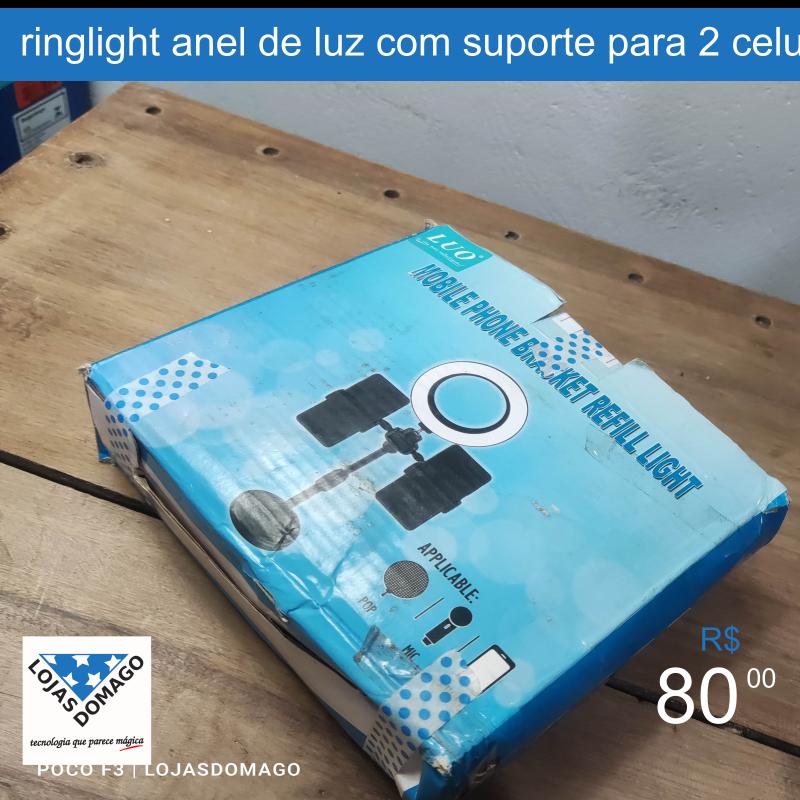 ringlight anel de luz com suporte para 2 celu
LUO
MOBILE PHONE BRACKET REFILL LIGHT
APPLICABLE:
POP
MIC
R$
80 00
LOJAS DOMAGO
tecnologia que parece mágica
POCO F3 | LOJASDOMAGO